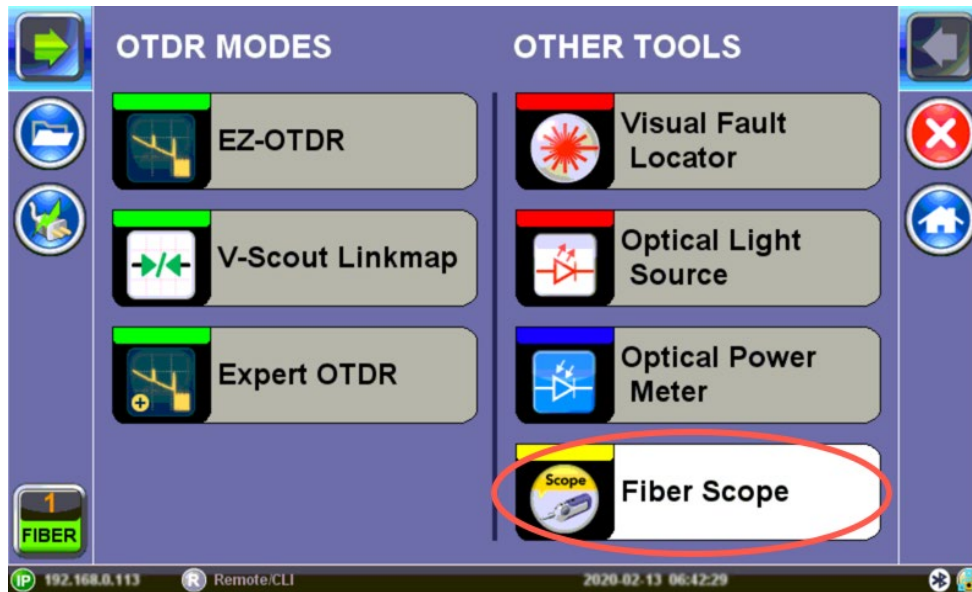 OTDR MODES
EZ-OTDR
V-Scout Linkmap
Expert OTDR
OTHER TOOLS
Visual Fault
Locator
Optical Light
Source
Optical Power
Meter
Scope
Fiber Scope
1
FIBER
IP 192.168.0.113
R Remote/CLI
2020-02-13 06:42:29